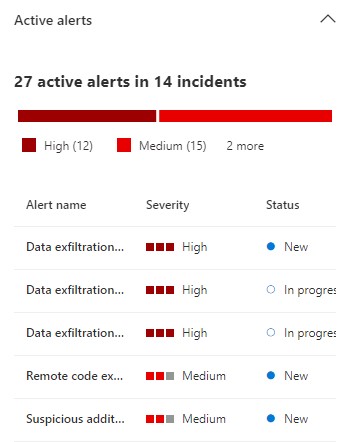 Active alerts
27 active alerts in 14 incidents
High (12) Medium (15) 2 more
Alert name Severity Status
Data exfiltration... High New
Data exfiltration... High In progres
Data exfiltration... High In progres
Remote code ex... Medium New
Suspicious addit... Medium New